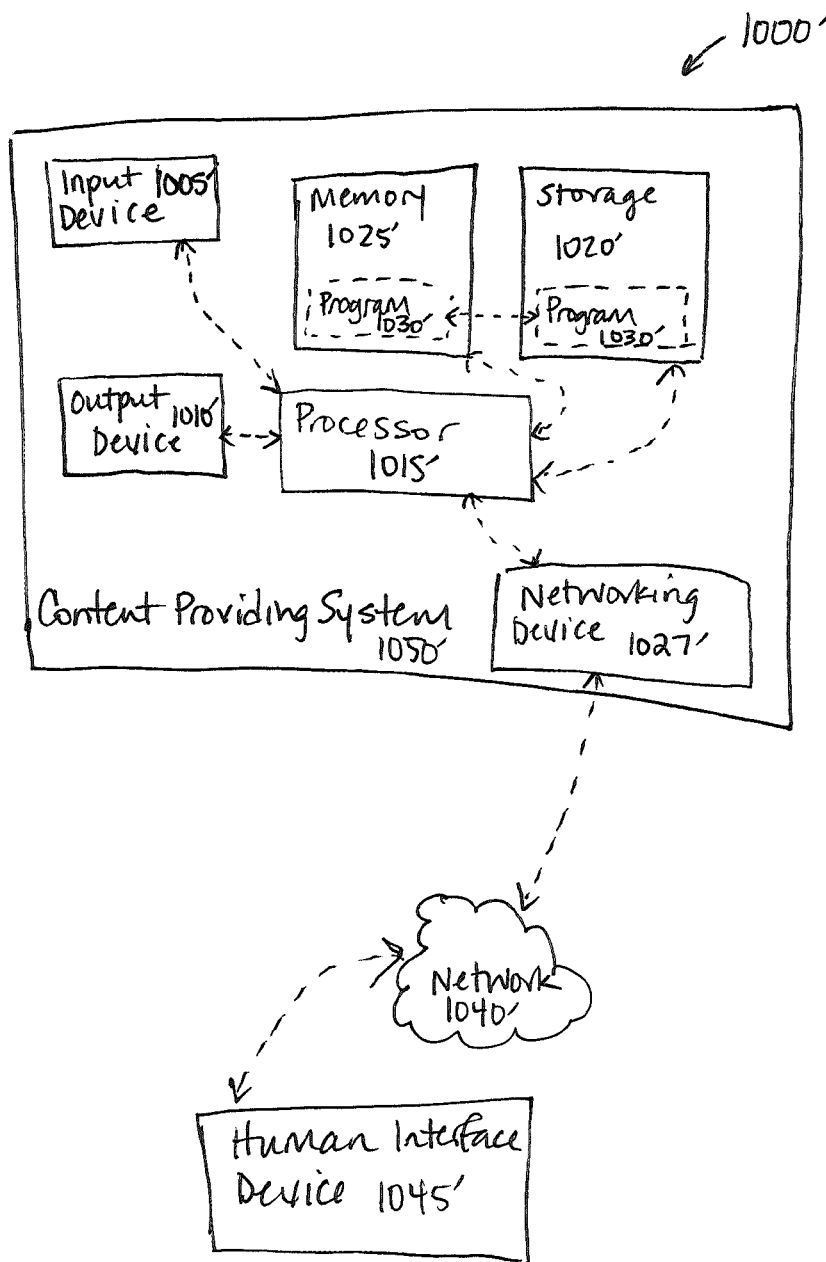 1000′
Input 1005′
Device
Memory
1025′
Program
1030′
Storage
1020′
Program
1030′
Output 1010′
Device
Processor
1015′
Content Providing System
1050′
Networking
Device 1027′
Network
1040′
Human Interface
Device 1045′